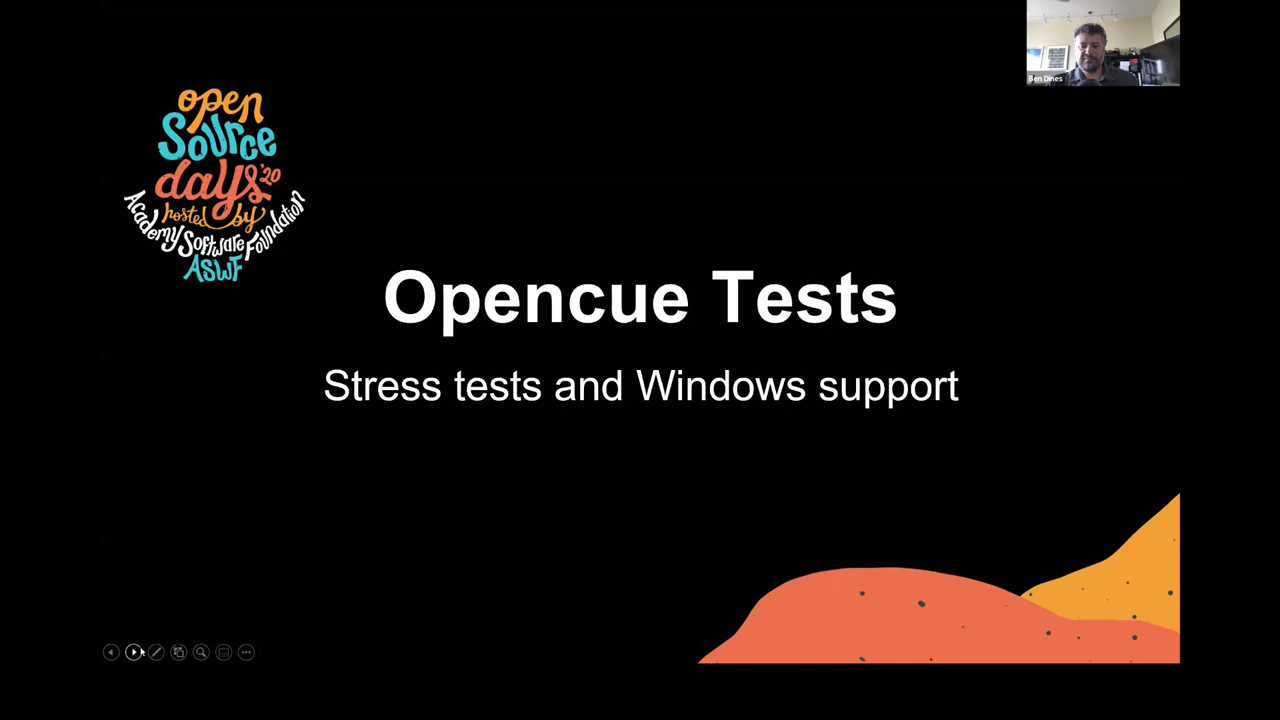 Ben Dines
open
Source
days '20
hosted by
Academy Software Foundation
ASWF
Opencue Tests
Stress tests and Windows support